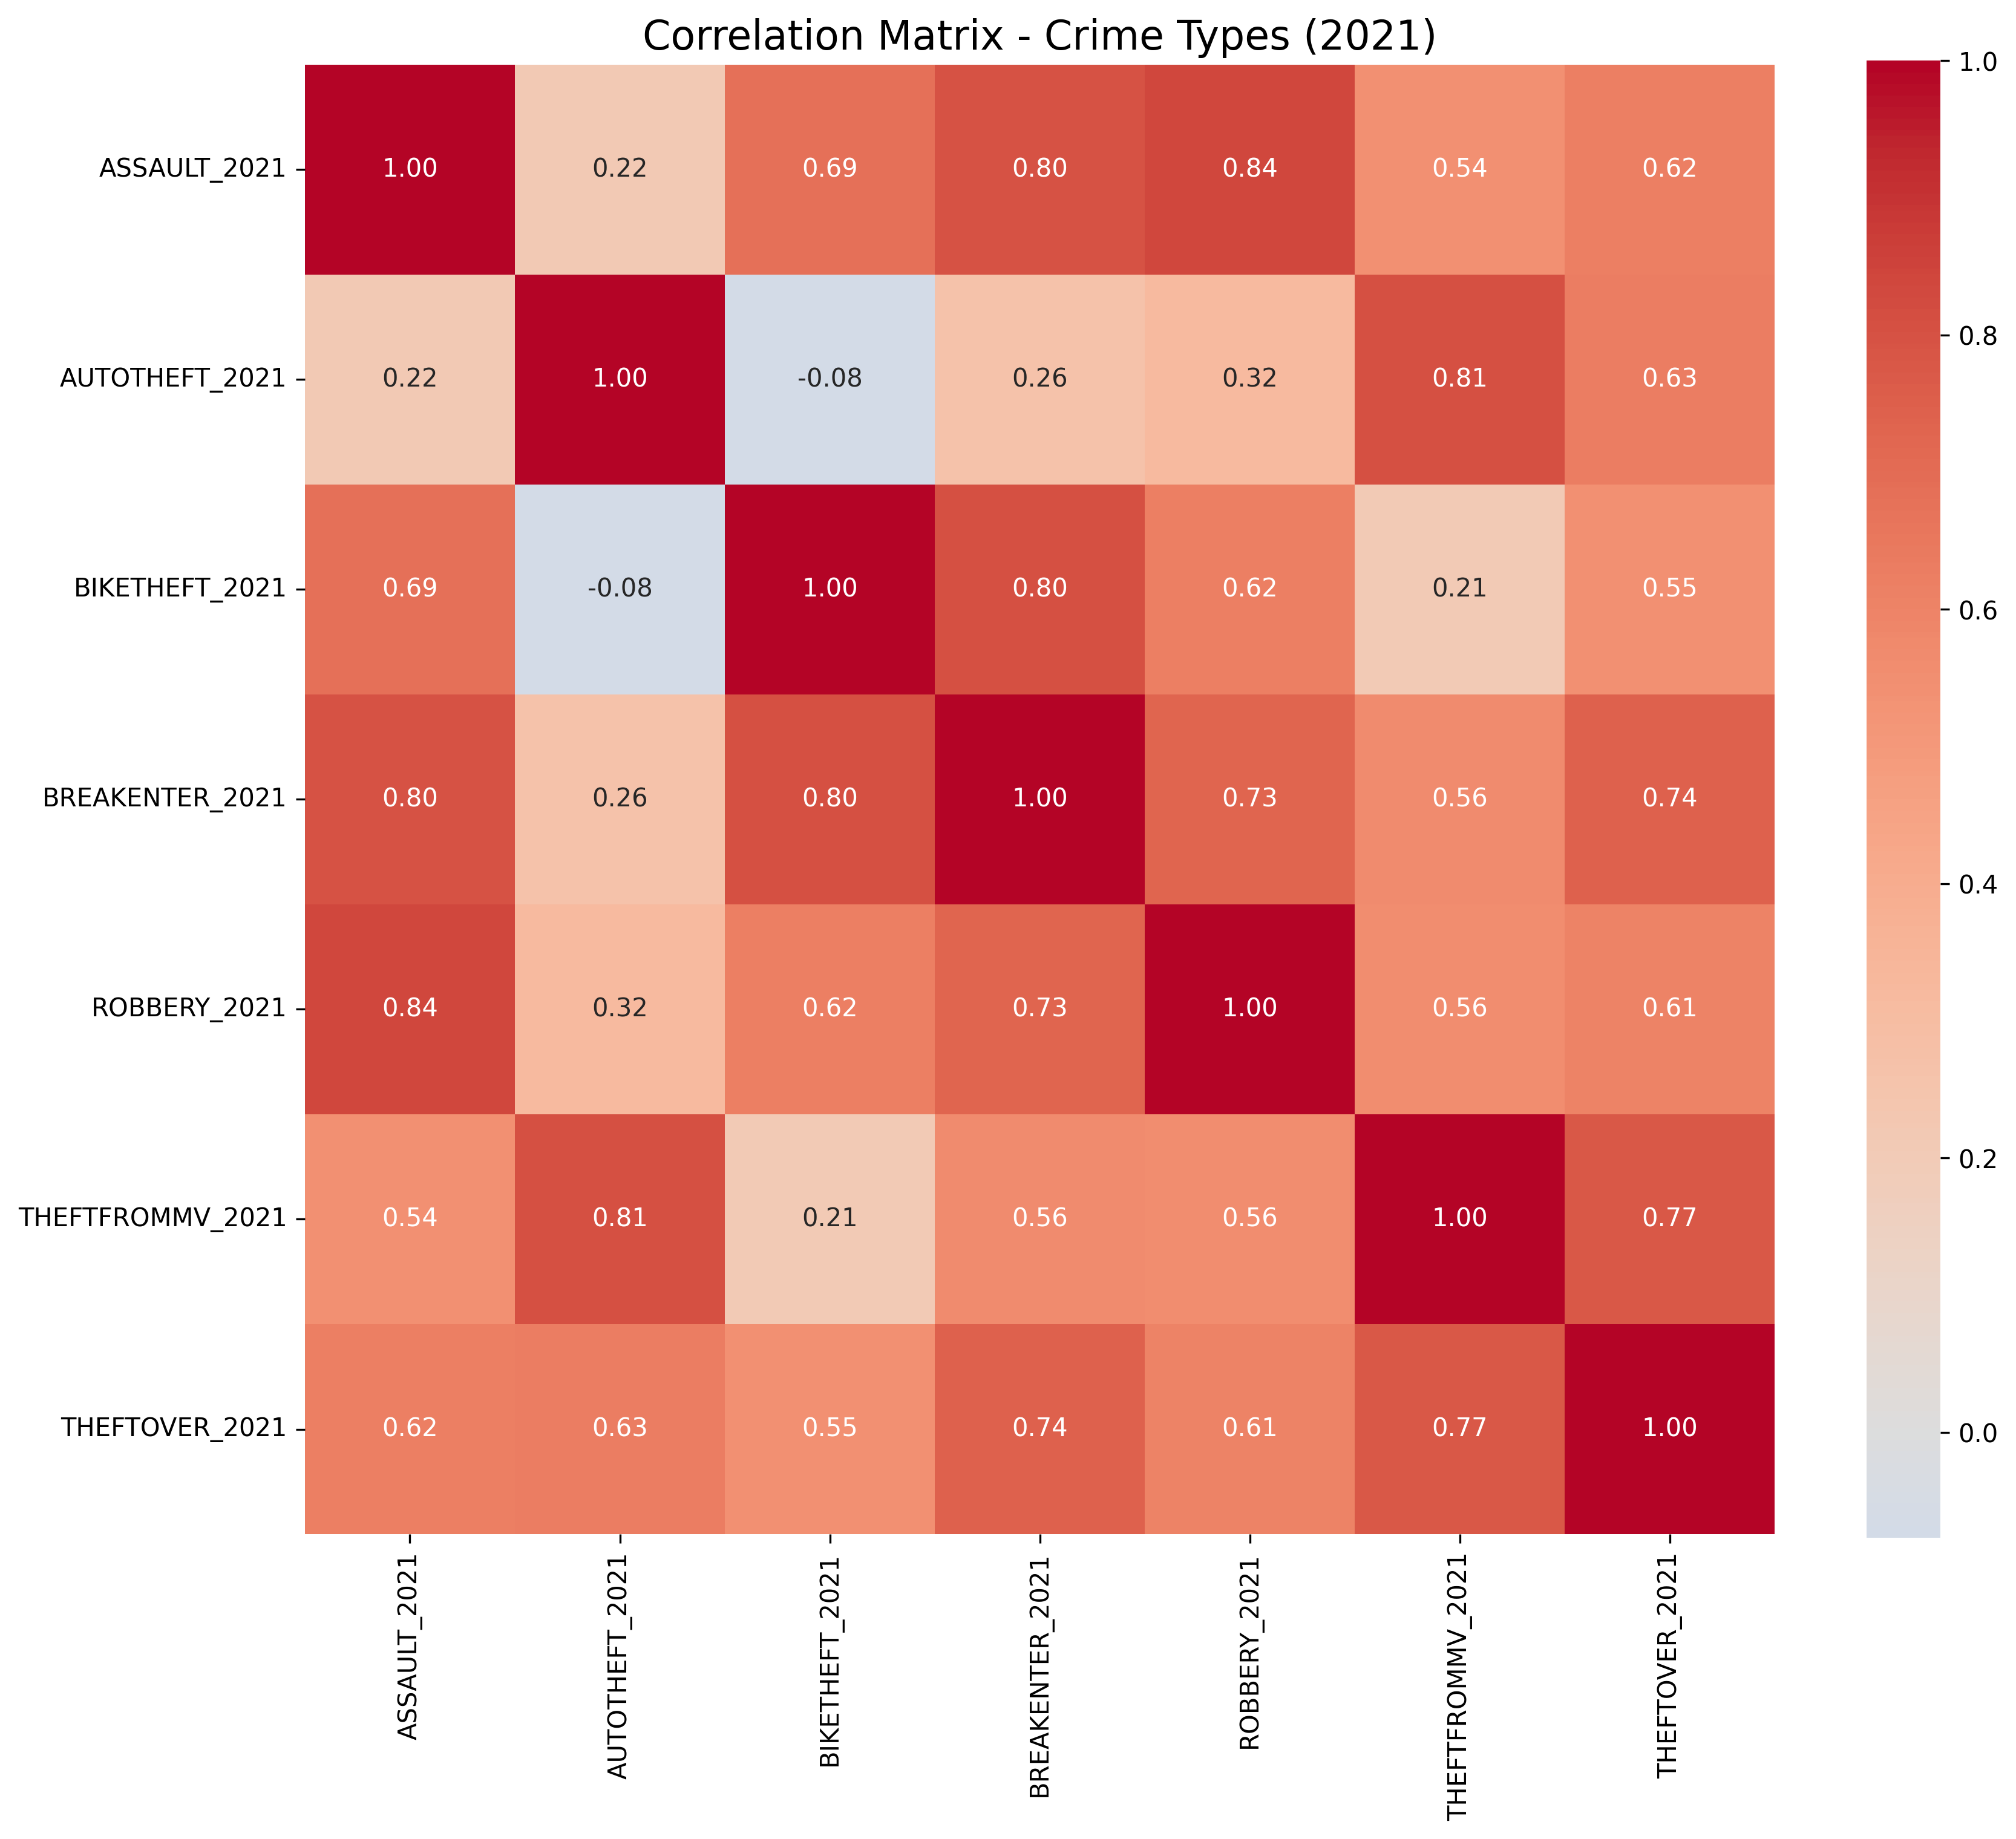 Correlation Matrix - Crime Types (2021)
ASSAULT_2021 1.00 0.22 0.69 0.80 0.84 0.54 0.62
AUTOTHEFT_2021 0.22 1.00 -0.08 0.26 0.32 0.81 0.63
BIKETHEFT_2021 0.69 -0.08 1.00 0.80 0.62 0.21 0.55
BREAKENTER_2021 0.80 0.26 0.80 1.00 0.73 0.56 0.74
ROBBERY_2021 0.84 0.32 0.62 0.73 1.00 0.56 0.61
THEFTFROMMV_2021 0.54 0.81 0.21 0.56 0.56 1.00 0.77
THEFTOVER_2021 0.62 0.63 0.55 0.74 0.61 0.77 1.00
ASSAULT_2021
AUTOTHEFT_2021
BIKETHEFT_2021
BREAKENTER_2021
ROBBERY_2021
THEFTFROMMV_2021
THEFTOVER_2021
1.0
0.8
0.6
0.4
0.2
0.0